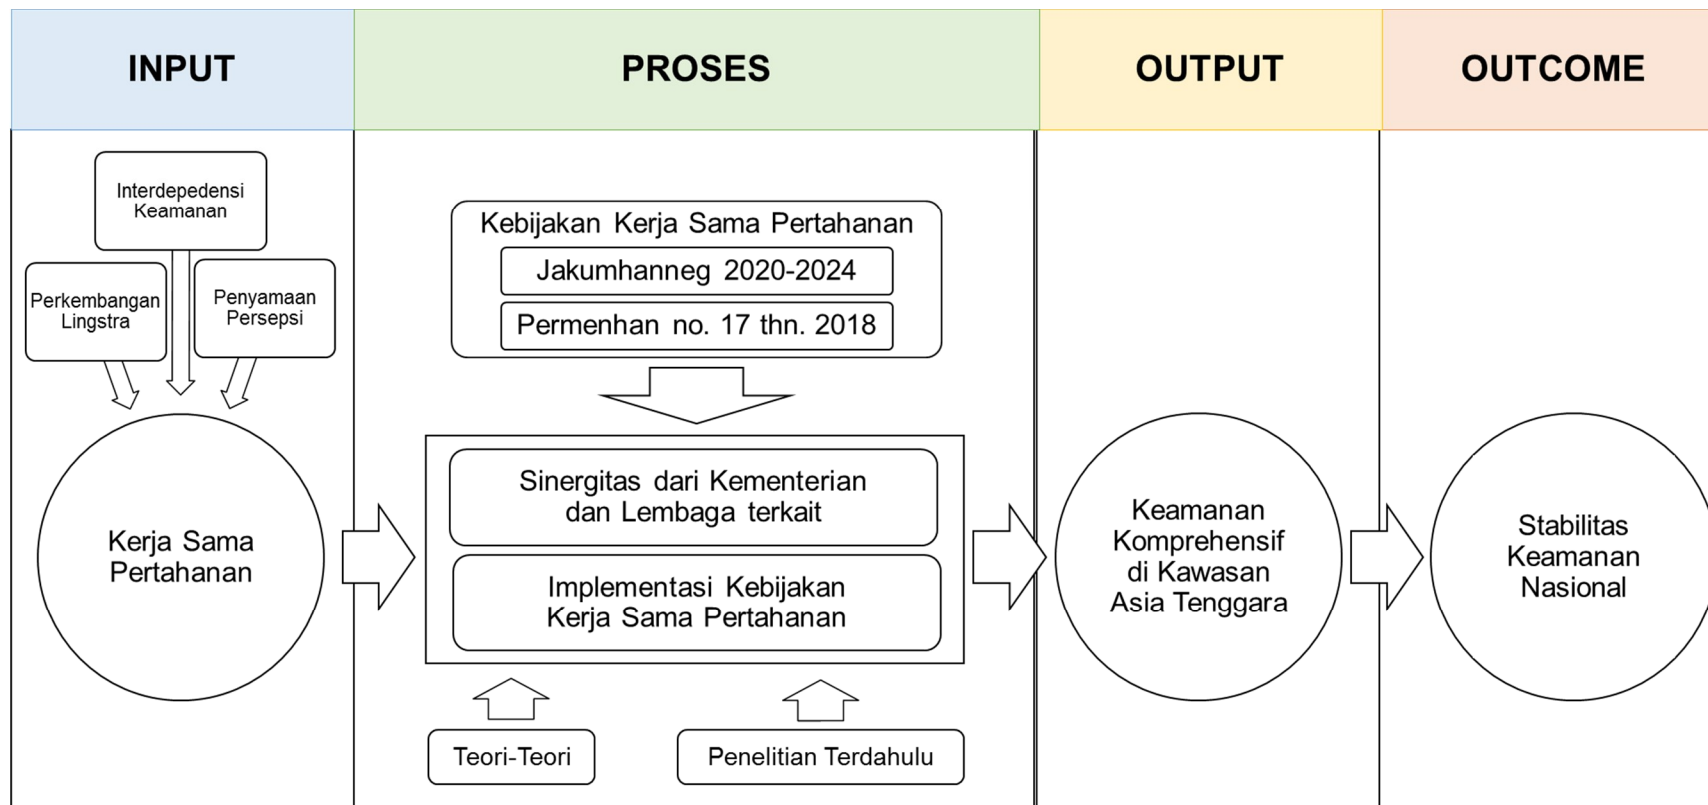 INPUT
PROSES
OUTPUT
OUTCOME
Interdepedensi
Keamanan
Perkembangan
Lingstra
Penyamaan
Persepsi
Kerja Sama
Pertahanan
Kebijakan Kerja Sama Pertahanan
Jakumhanneg 2020-2024
Permenhan no. 17 thn. 2018
Sinergitas dari Kementerian
dan Lembaga terkait
Implementasi Kebijakan
Kerja Sama Pertahanan
Teori-Teori
Penelitian Terdahulu
Keamanan
Komprehensif
di Kawasan
Asia Tenggara
Stabilitas
Keamanan
Nasional